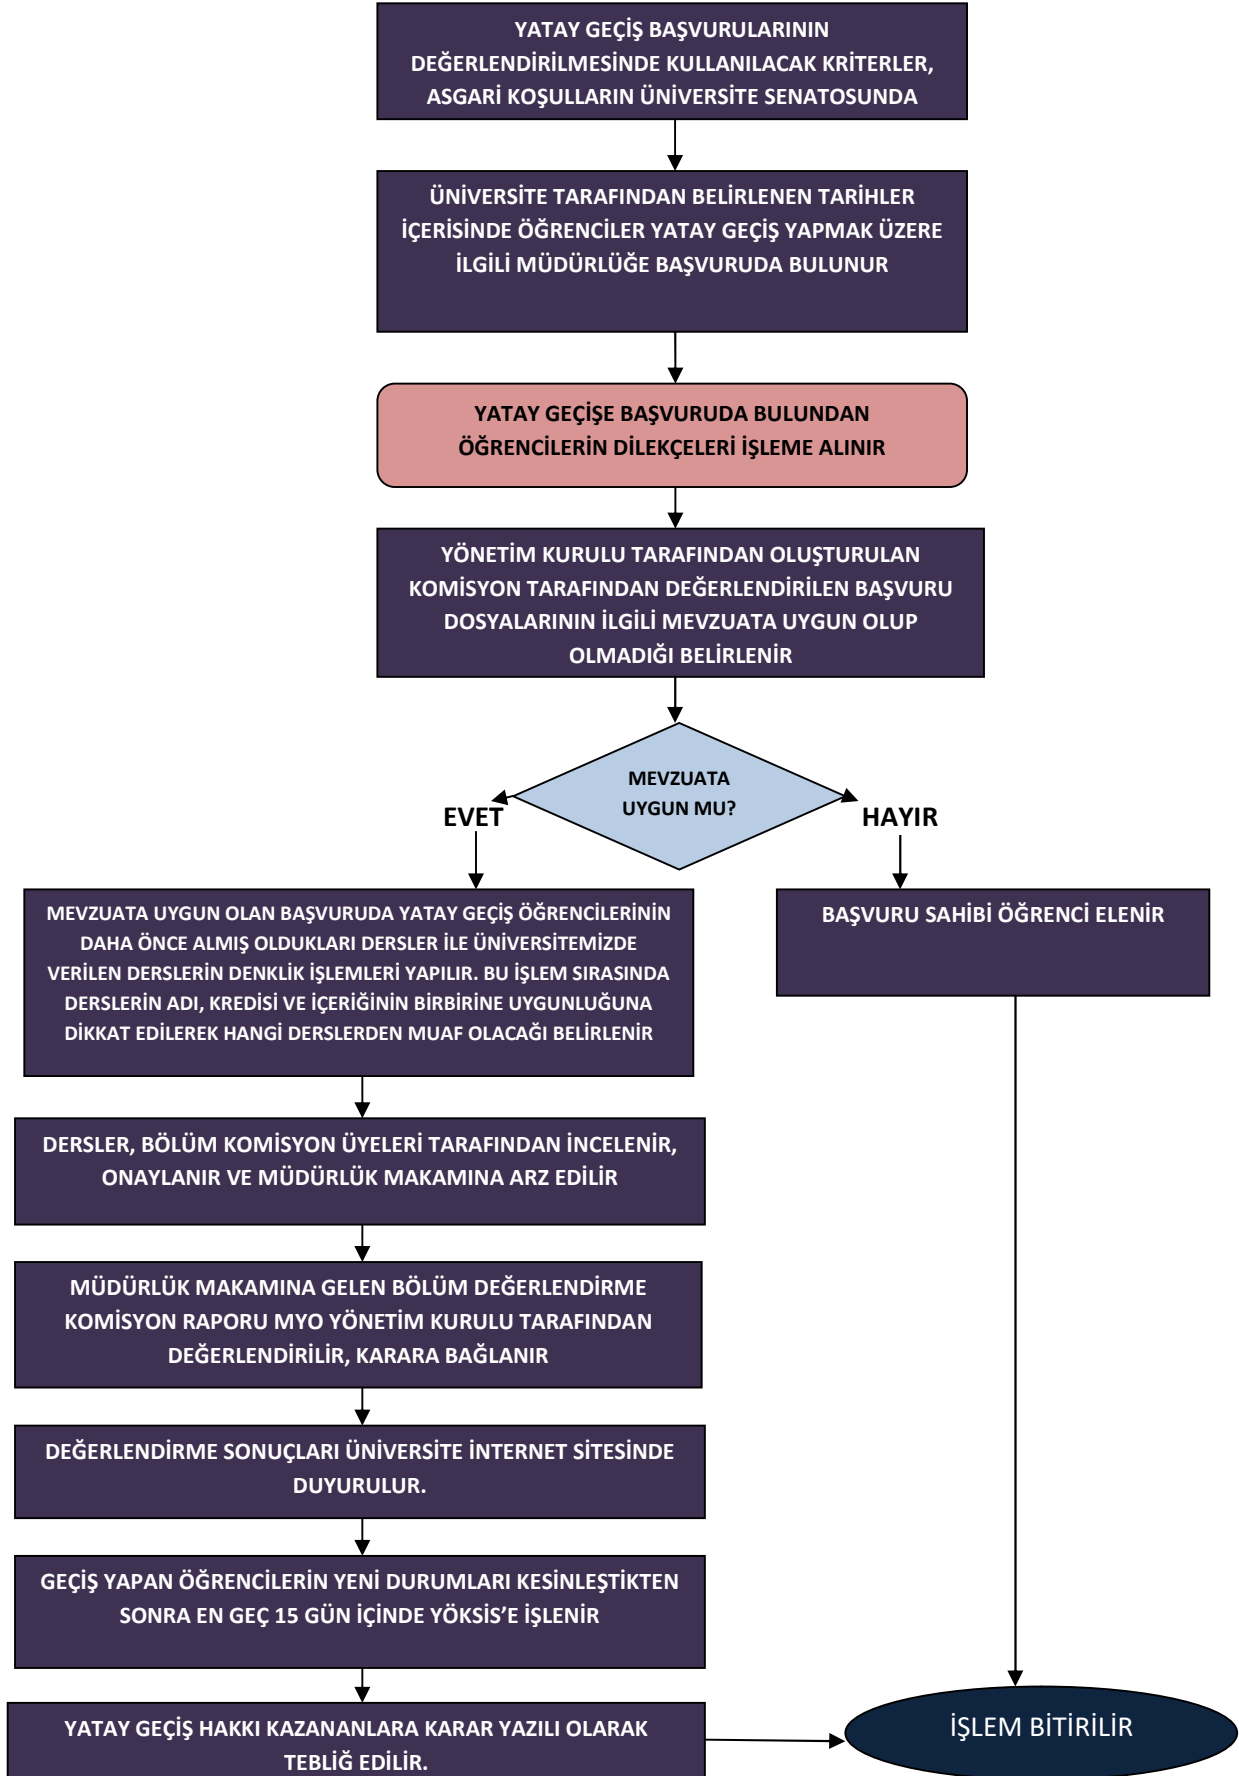 YATAY GEÇİŞ BAŞVURULARININ
DEĞERLENDİRİLMESİNDE KULLANILACAK KRİTERLER,
ASGARİ KOŞULLARIN ÜNİVERSİTE SENATOSUNDA
ÜNİVERSİTE TARAFINDAN BELİRLENEN TARİHLER
İÇERİSİNDE ÖĞRENCİLER YATAY GEÇİŞ YAPMAK ÜZERE
İLGİLİ MÜDÜRLÜĞE BAŞVURUDA BULUNUR
YATAY GEÇİŞE BAŞVURUDA BULUNDAN
ÖĞRENCİLERİN DİLEKÇELERİ İŞLEME ALINIR
YÖNETİM KURULU TARAFINDAN OLUŞTURULAN
KOMİSYON TARAFINDAN DEĞERLENDİRİLEN BAŞVURU
DOSYALARININ İLGİLİ MEVZUATA UYGUN OLUP
OLMADIĞI BELİRLENİR
MEVZUATA
UYGUN MU?
EVET
HAYIR
MEVZUATA UYGUN OLAN BAŞVURUDA YATAY GEÇİŞ ÖĞRENCİLERİNİN
DAHA ÖNCE ALMIŞ OLDUKLARI DERSLER İLE ÜNİVERSİTEMİZDE
VERİLEN DERSLERİN DENKLİK İŞLEMLERİ YAPILIR. BU İŞLEM SIRASINDA
DERSLERİN ADI, KREDİSİ VE İÇERİĞİNİN BİRBİRİNE UYGUNLUĞUNA
DİKKAT EDİLEREK HANGİ DERSLERDEN MUAF OLACAĞI BELİRLENİR
BAŞVURU SAHİBİ ÖĞRENCİ ELENİR
DERSLER, BÖLÜM KOMİSYON ÜYELERİ TARAFINDAN İNCELENİR,
ONAYLANIR VE MÜDÜRLÜK MAKAMINA ARZ EDİLİR
MÜDÜRLÜK MAKAMINA GELEN BÖLÜM DEĞERLENDİRME
KOMİSYON RAPORU MYO YÖNETİM KURULU TARAFINDAN
DEĞERLENDİRİLİR, KARARA BAĞLANIR
DEĞERLENDİRME SONUÇLARI ÜNİVERSİTE İNTERNET SİTESİNDE
DUYURULUR.
GEÇİŞ YAPAN ÖĞRENCİLERİN YENİ DURUMLARI KESİNLEŞTİKTEN
SONRA EN GEÇ 15 GÜN İÇİNDE YÖKSİS’E İŞLENİR
YATAY GEÇİŞ HAKKI KAZANANLARA KARAR YAZILI OLARAK
TEBLİĞ EDİLİR.
İŞLEM BİTİRİLİR